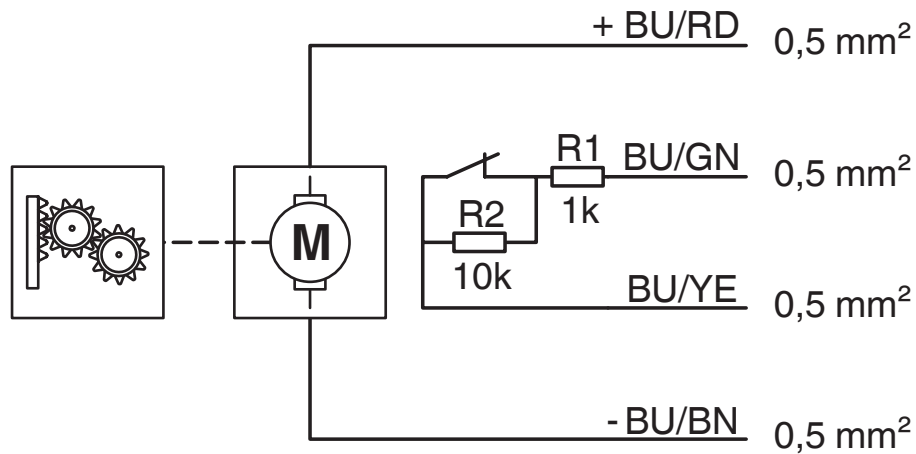 + BU/RD 0,5 mm²
R1 BU/GN 0,5 mm²
1k
R2
10k
M
BU/YE 0,5 mm²
- BU/BN 0,5 mm²